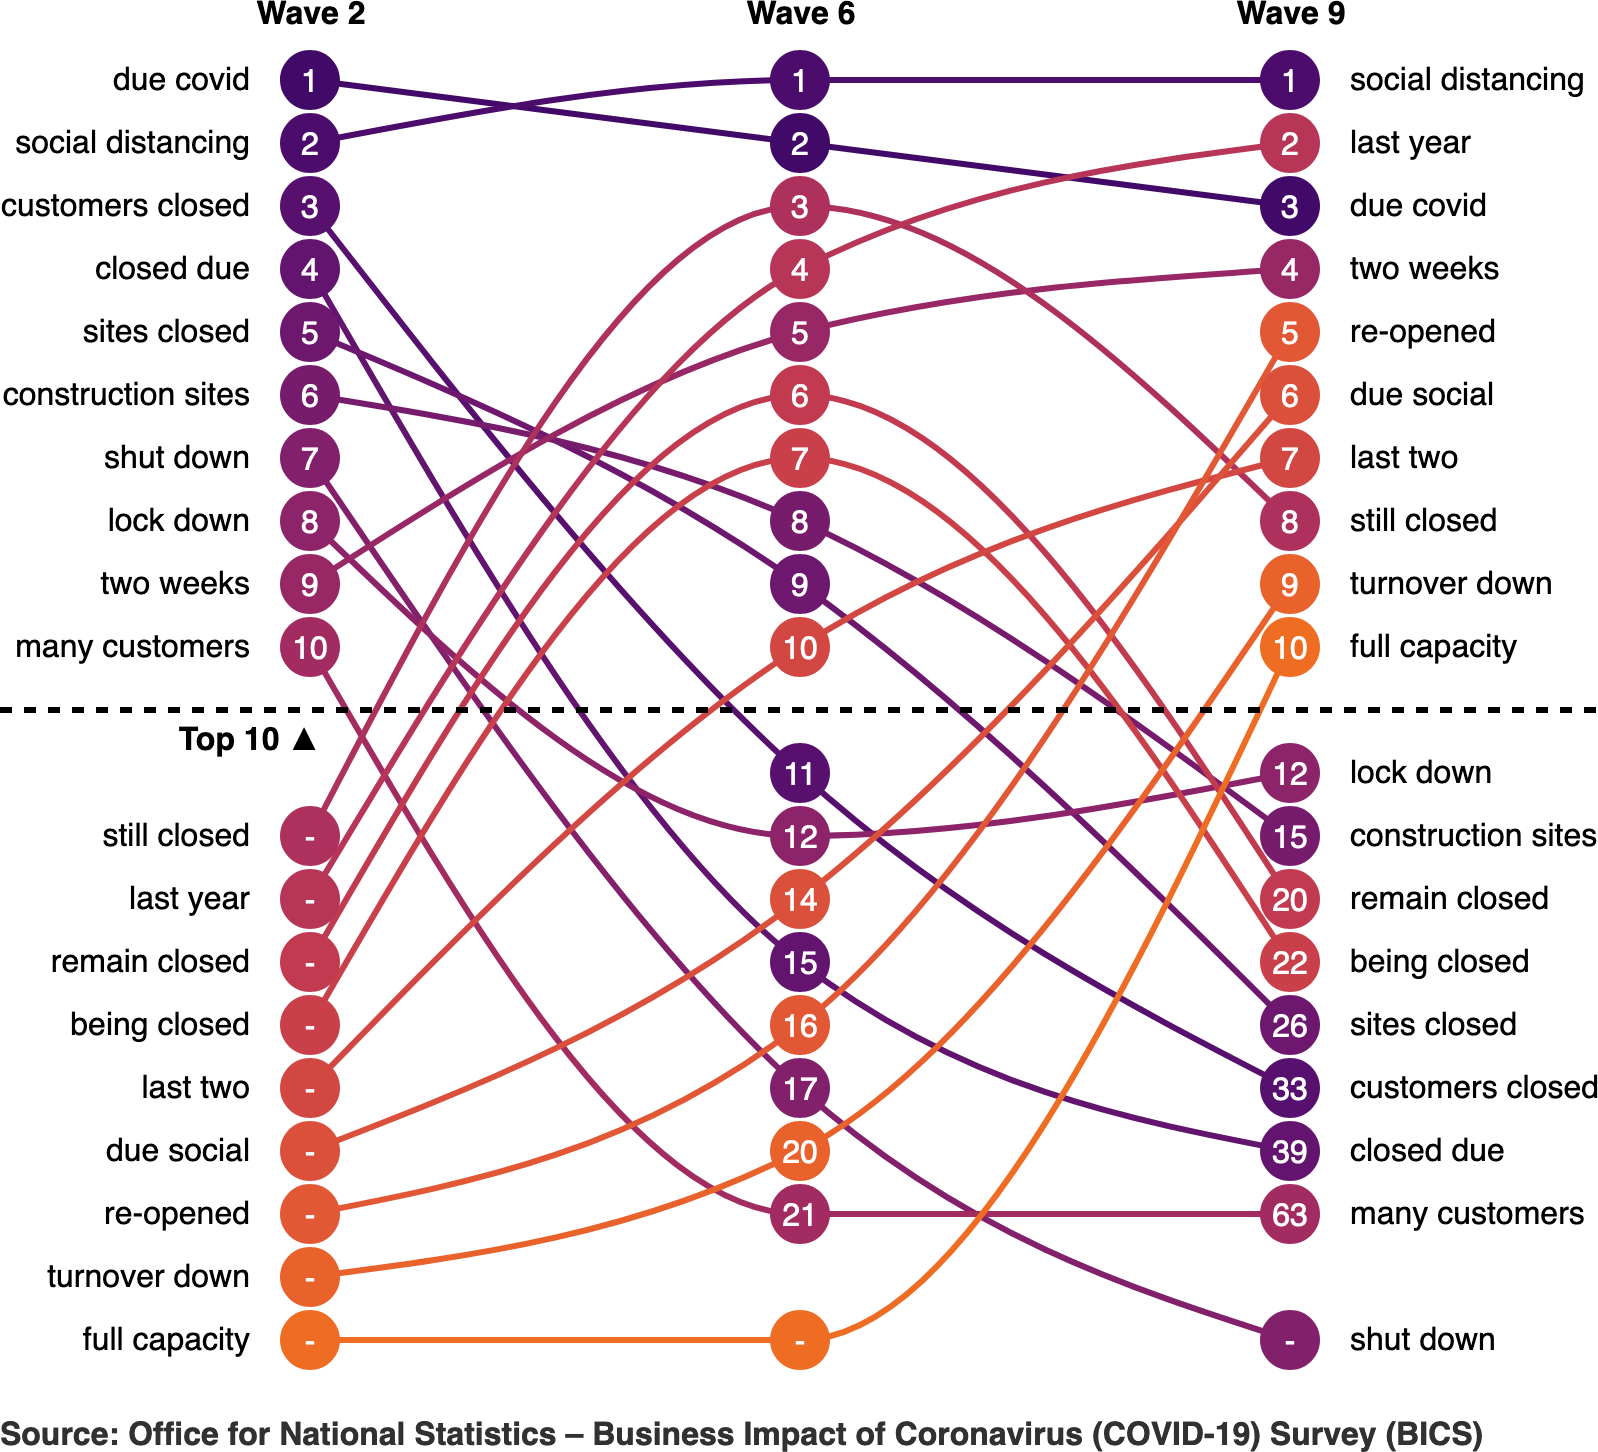 Wave 2 Wave 6 Wave 9
due covid 1 1 1 social distancing
social distancing 2 2 2 last year
customers closed 3 3 3 due covid
closed due 4 4 4 two weeks
sites closed 5 5 5 re-opened
construction sites 6 6 6 due social
shut down 7 7 7 last two
lock down 8 8 8 still closed
two weeks 9 9 9 turnover down
many customers 10 10 10 full capacity
Top 10 ▲
11 12 lock down
still closed - 12 15 construction sites
last year - 14 20 remain closed
remain closed - 15 22 being closed
being closed - 16 26 sites closed
last two - 17 33 customers closed
due social - 20 39 closed due
re-opened - 21 63 many customers
turnover down -
full capacity - - - shut down
Source: Office for National Statistics – Business Impact of Coronavirus (COVID-19) Survey (BICS)